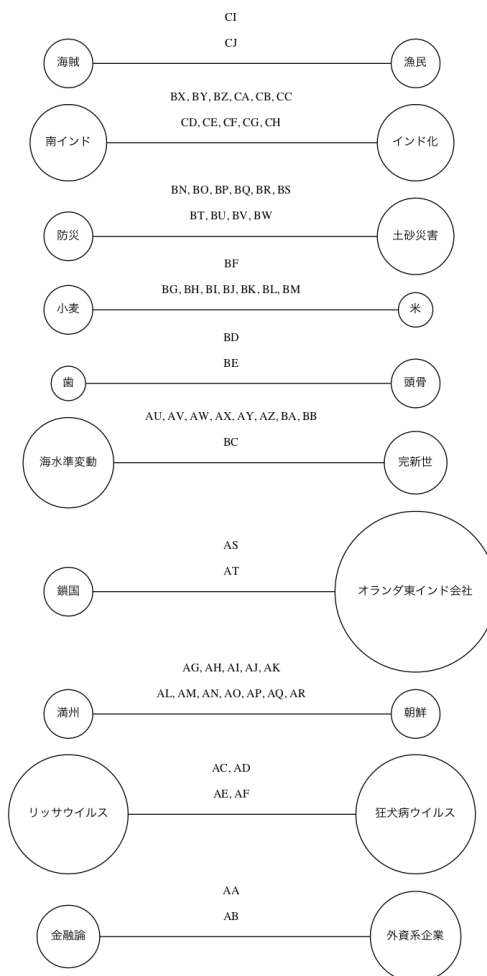 CI
CJ
海賊 漁民
BX, BY, BZ, CA, CB, CC
CD, CE, CF, CG, CH
南インド インド化
BN, BO, BP, BQ, BR, BS
BT, BU, BV, BW
防災 土砂災害
BF
BG, BH, BI, BJ, BK, BL, BM
小麦 米
BD
BE
歯 頭骨
AU, AV, AW, AX, AY, AZ, BA, BB
BC
海水準変動 完新世
AS
AT
鎖国 オランダ東インド会社
AG, AH, AI, AJ, AK
AL, AM, AN, AO, AP, AQ, AR
満州 朝鮮
AC, AD
AE, AF
リッサウイルス 狂犬病ウイルス
AA
AB
金融論 外資系企業